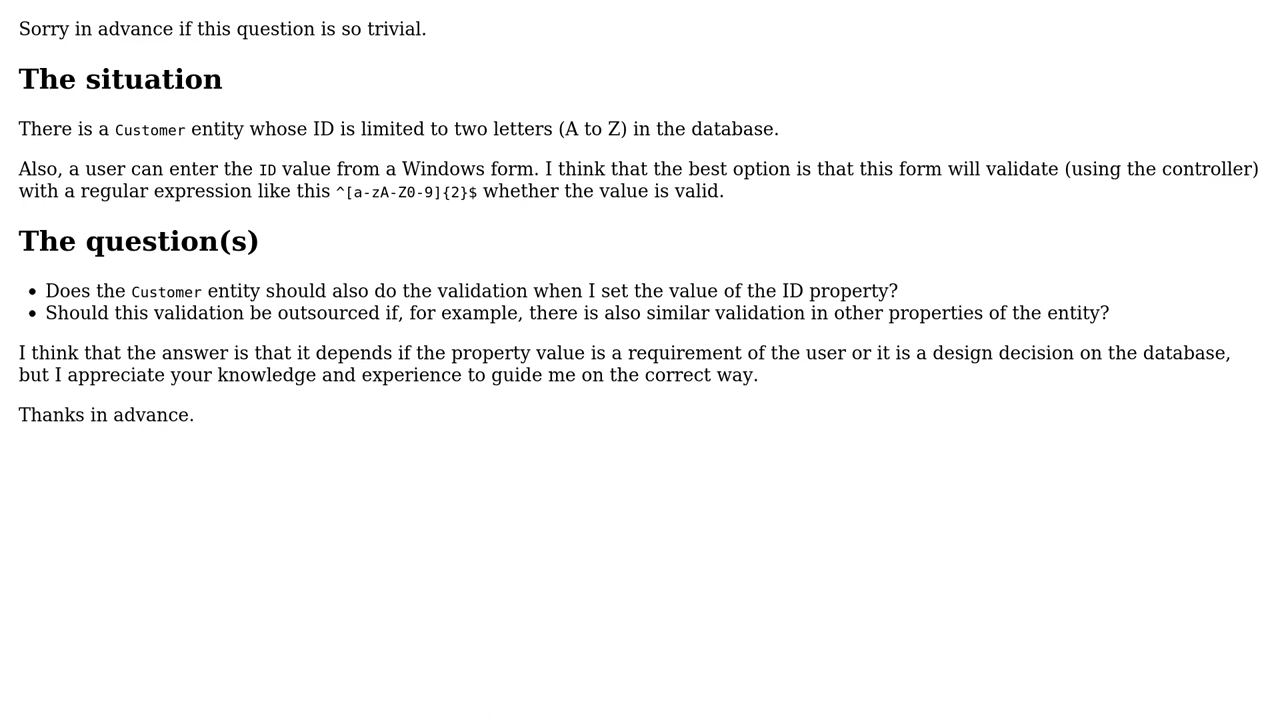 Sorry in advance if this question is so trivial.
The situation
There is a Customer entity whose ID is limited to two letters (A to Z) in the database.
Also, a user can enter the ID value from a Windows form. I think that the best option is that this form will validate (using the controller)
with a regular expression like this ^[a-zA-Z0-9]{2}$ whether the value is valid.
The question(s)
• Does the Customer entity should also do the validation when I set the value of the ID property?
• Should this validation be outsourced if, for example, there is also similar validation in other properties of the entity?
I think that the answer is that it depends if the property value is a requirement of the user or it is a design decision on the database,
but I appreciate your knowledge and experience to guide me on the correct way.
Thanks in advance.